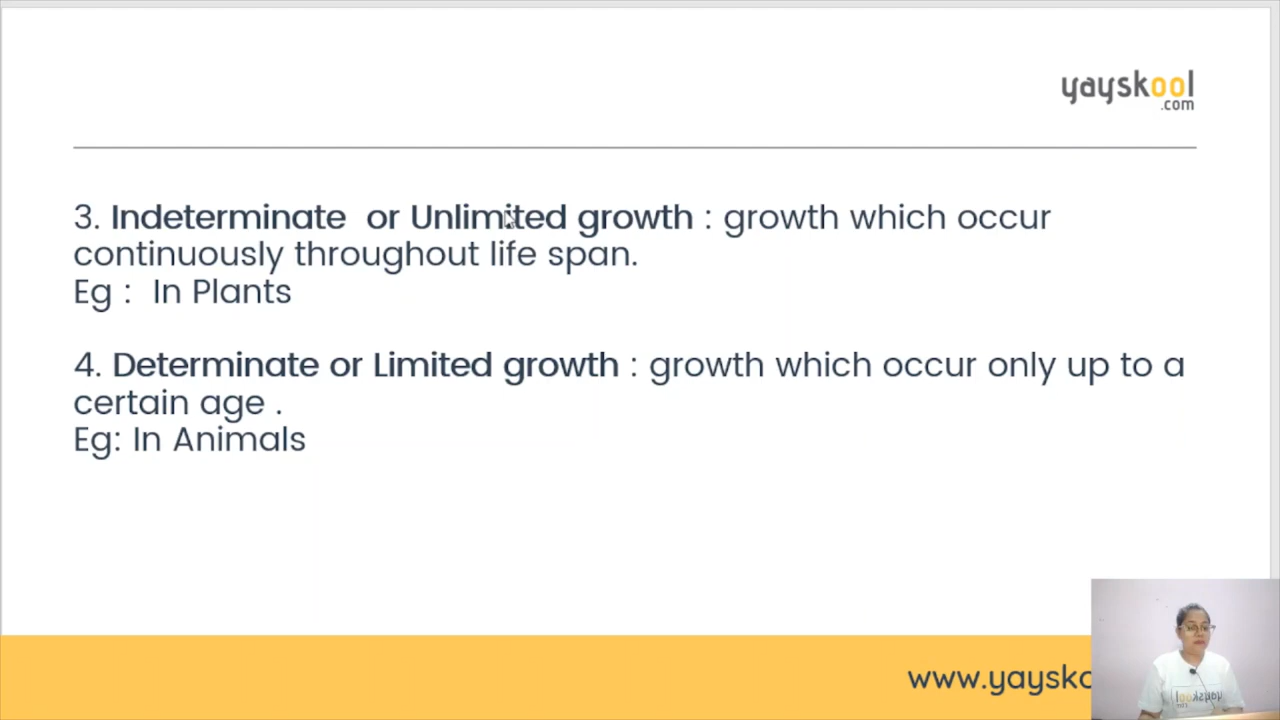 yayskool
.com
3. Indeterminate or Unlimited growth : growth which occur
continuously throughout life span.
Eg : In Plants
4. Determinate or Limited growth : growth which occur only up to a
certain age .
Eg: In Animals
www.yaysko